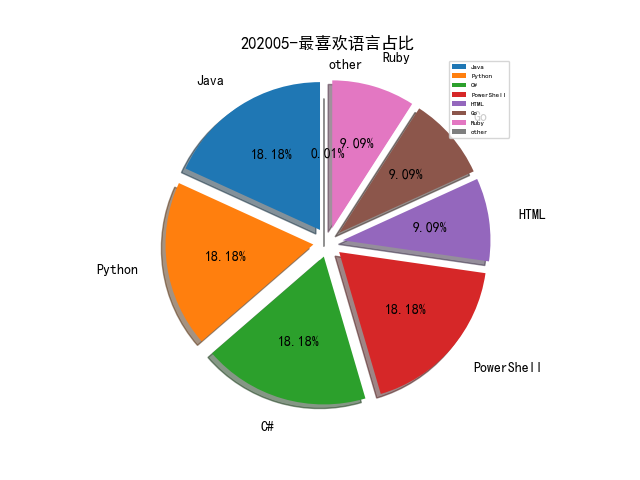 202005-最喜欢语言占比
other
Ruby
Java
Java
Python
C#
PowerShell
HTML
Go
Ruby
other
GO
18.18%
0.01%
9.09%
9.09%
HTML
9.09%
Python
18.18%
18.18%
18.18%
PowerShell
C#